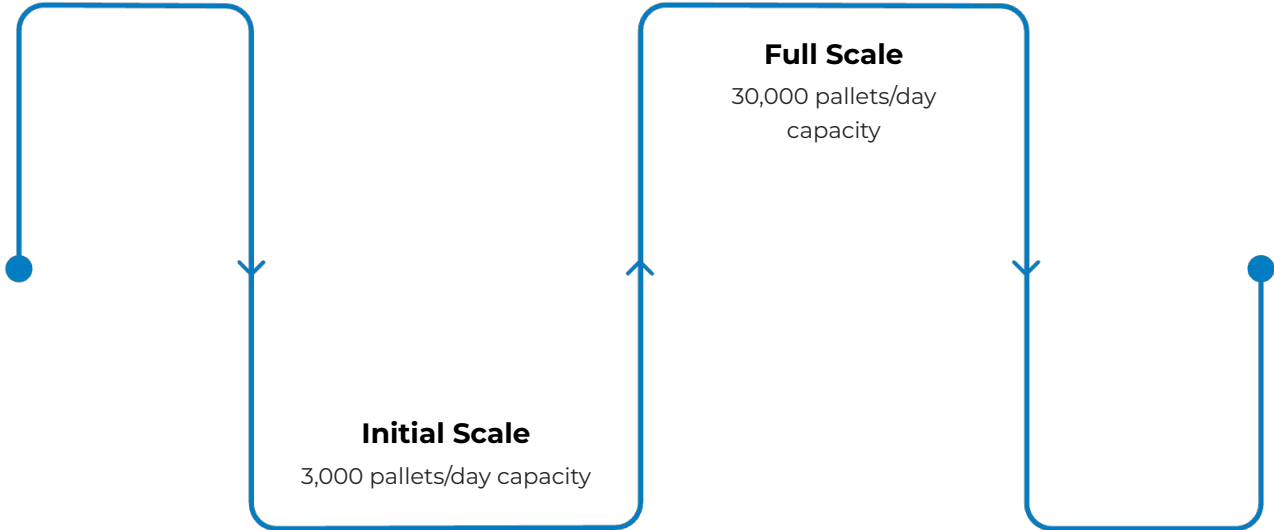 Full Scale
30,000 pallets/day
capacity
Initial Scale
3,000 pallets/day capacity